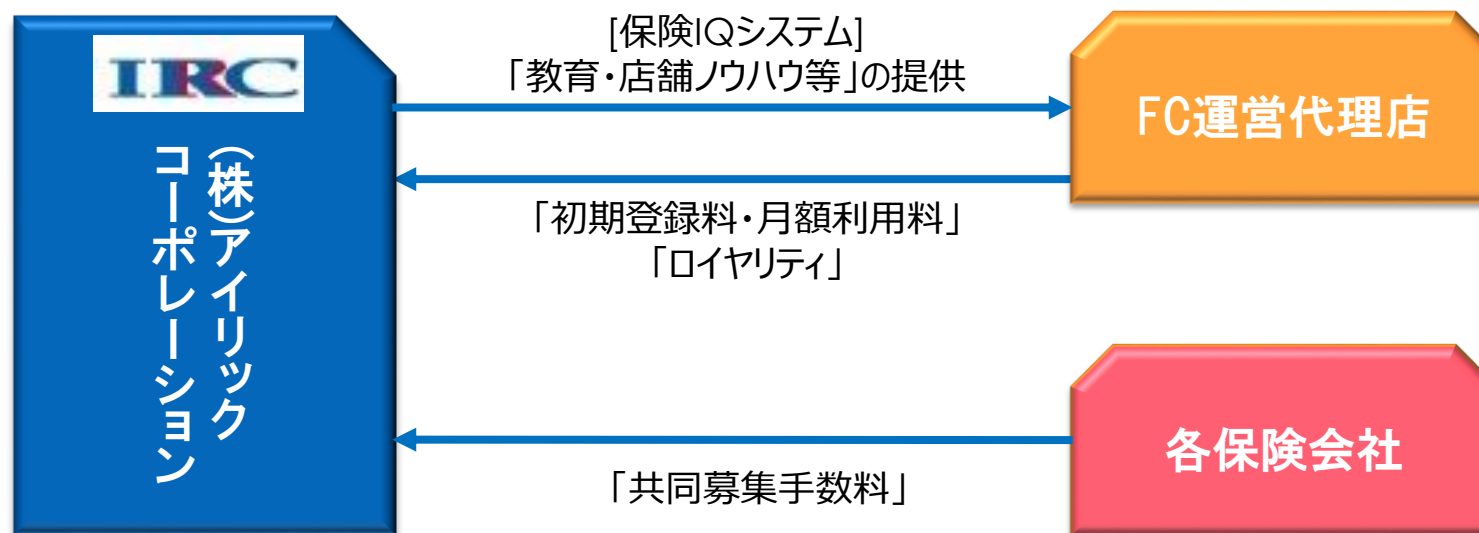 IRC
(株)アイリック
コーポレーション
[保険IQシステム]
「教育・店舗ノウハウ等」の提供
「初期登録料・月額利用料」
「ロイヤリティ」
FC運営代理店
「共同募集手数料」
各保険会社